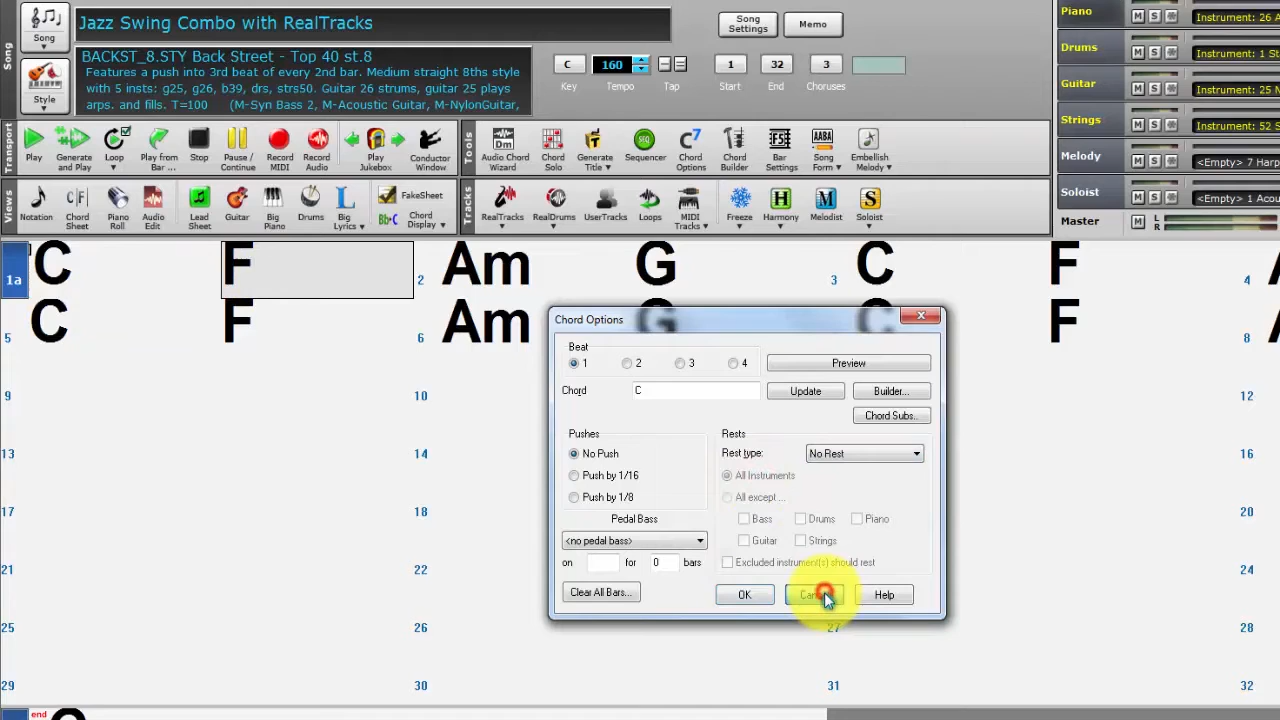 Song
Song
Jazz Swing Combo with RealTracks
Song Settings
Memo
Style
BACKST_8.STY Back Street - Top 40 st.8
Features a push into 3rd beat of every 2nd bar. Medium straight 8ths style
with 5 insts: g25, g26, b39, drs, strs50. Guitar 26 strums, guitar 25 plays
arps. and fills. T=100 (M-Syn Bass 2, M-Acoustic Guitar, M-NylonGuitar,
C 160 1 32 3
Key Tempo Tap Start End Choruses
Piano M S Instrument: 26 A
Drums M S Instrument: 1 St
Guitar M S Instrument: 25 N
Strings M S Instrument: 52 S
Melody M S <Empty> 7 Harp
Soloist M S <Empty> 1 Acou
Master M L R
Transport
Play
Generate and Play
Loop
Play from Bar ...
Stop
Pause / Continue
Record MIDI
Record Audio
Play Jukebox
Conductor Window
Tools
Dm
Audio Chord Wizard
Chord Solo
Generate Title
SEQ
Sequencer
C7
Chord Options
Chord Builder
Bar Settings
AABA
Song Form
Embellish Melody
Views
Notation
Chord Sheet
Piano Roll
Audio Edit
Lead Sheet
Guitar
Big Piano
Drums
L
Big Lyrics
FakeSheet
Bb›C
Chord Display
Tracks
RealTracks
RealDrums
UserTracks
Loops
MIDI Tracks
Freeze
H
Harmony
M
Melodist
S
Soloist
1a C F 2 Am G 3 C F 4
5 C F 6 Am G C F 8
9 10 12
13 14 16
17 18 20
21 22 24
25 26 27 28
29 30 31 32
end
Chord Options
Beat
1 2 3 4
Preview
Chord C Update Builder...
Chord Subs..
Pushes
No Push
Push by 1/16
Push by 1/8
Pedal Bass
<no pedal bass>
on for 0 bars
Clear All Bars...
Rests
Rest type: No Rest
All Instruments
All except ...
Bass Drums Piano
Guitar Strings
Excluded instrument(s) should rest
OK
Help